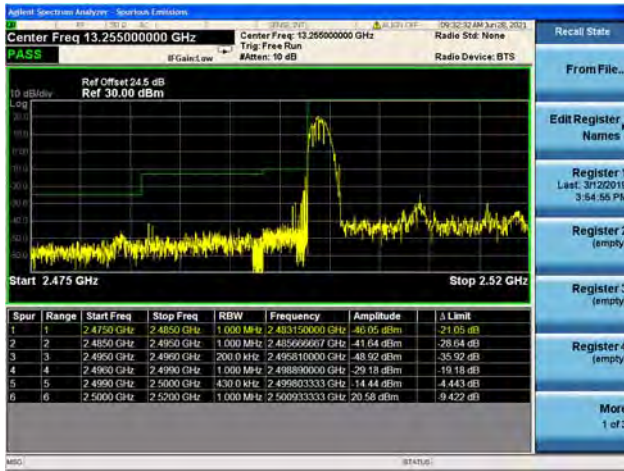 Agilent Spectrum Analyzer - Spurious Emissions
09:32:32 AM Jun 28, 2021
Center Freq 13.255000000 GHz
Center Freq: 13.255000000 GHz
Radio Std: None
Trig: Free Run
PASS
IFGain:Low
#Atten: 10 dB
Radio Device: BTS
Ref Offset 24.5 dB
10 dB/div
Ref 30.00 dBm
Log
Start 2.475 GHz
Stop 2.52 GHz
Spur Range Start Freq Stop Freq RBW Frequency Amplitude Δ Limit
1 1 2.4750 GHz 2.4850 GHz 1.000 MHz 2.483150000 GHz -46.05 dBm -21.05 dB
2 2 2.4850 GHz 2.4950 GHz 1.000 MHz 2.485666667 GHz -41.64 dBm -28.64 dB
3 3 2.4950 GHz 2.4960 GHz 200.0 kHz 2.495810000 GHz -48.92 dBm -35.92 dB
4 4 2.4960 GHz 2.4990 GHz 1.000 MHz 2.498890000 GHz -29.18 dBm -19.18 dB
5 5 2.4990 GHz 2.5000 GHz 430.0 kHz 2.499803333 GHz -14.44 dBm -4.443 dB
6 6 2.5000 GHz 2.5200 GHz 1.000 MHz 2.500933333 GHz 20.58 dBm -9.422 dB
MSG
STATUS
Recall State
From File...
Edit Register
Names
Register
Last: 3/12/2019
3:54:55 PM
Register 2
(empty
Register 3
(empty
Register 4
(empty
More
1 of